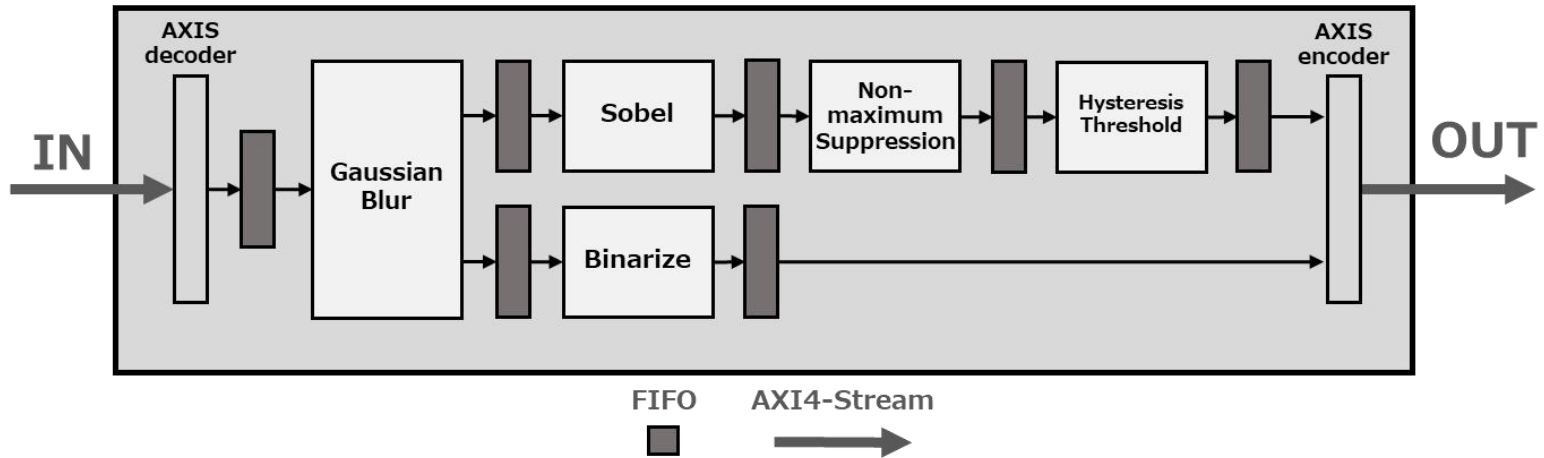 AXIS
decoder
IN
Gaussian
Blur
Sobel
Non-
maximum
Suppression
Hysteresis
Threshold
Binarize
AXIS
encoder
OUT
FIFO
AXI4-Stream